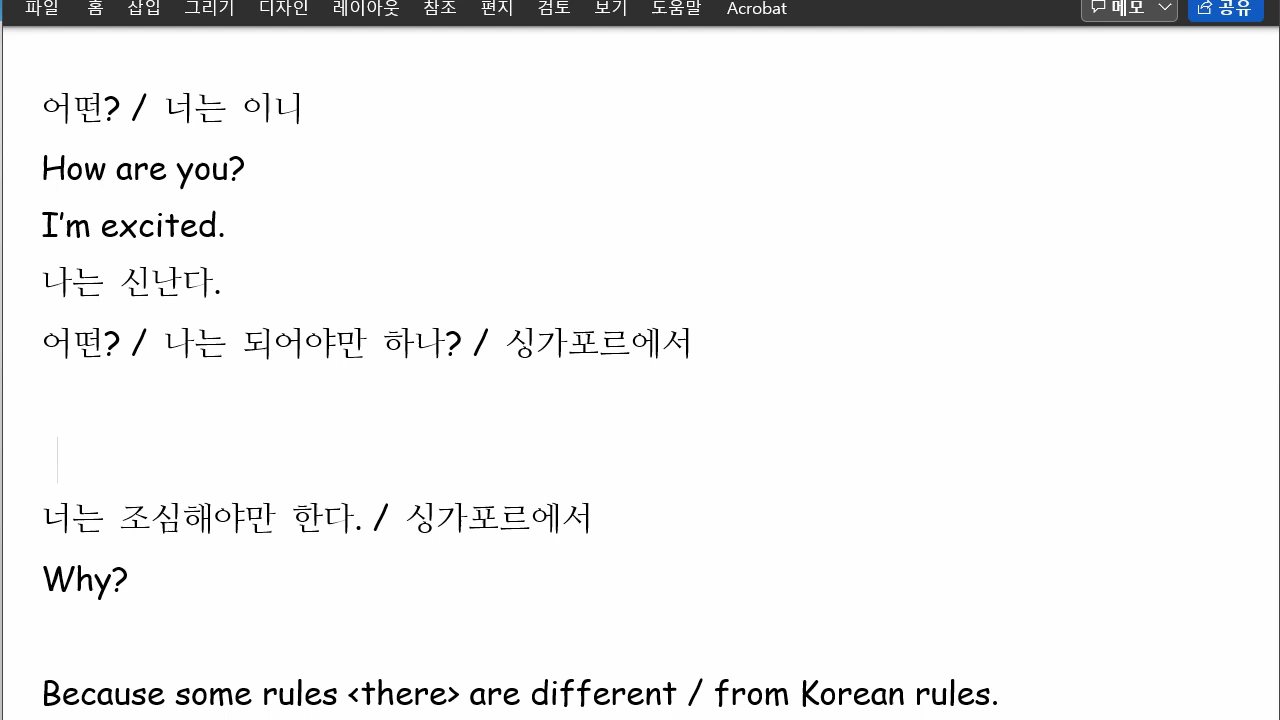 파일 홈 삽입 그리기 디자인 레이아웃 참조 편지 검토 보기 도움말 Acrobat 메모 공유
어떤? / 너는 이니
How are you?
I’m excited.
나는 신난다.
어떤? / 나는 되어야만 하나? / 싱가포르에서
너는 조심해야만 한다. / 싱가포르에서
Why?
Because some rules <there> are different / from Korean rules.